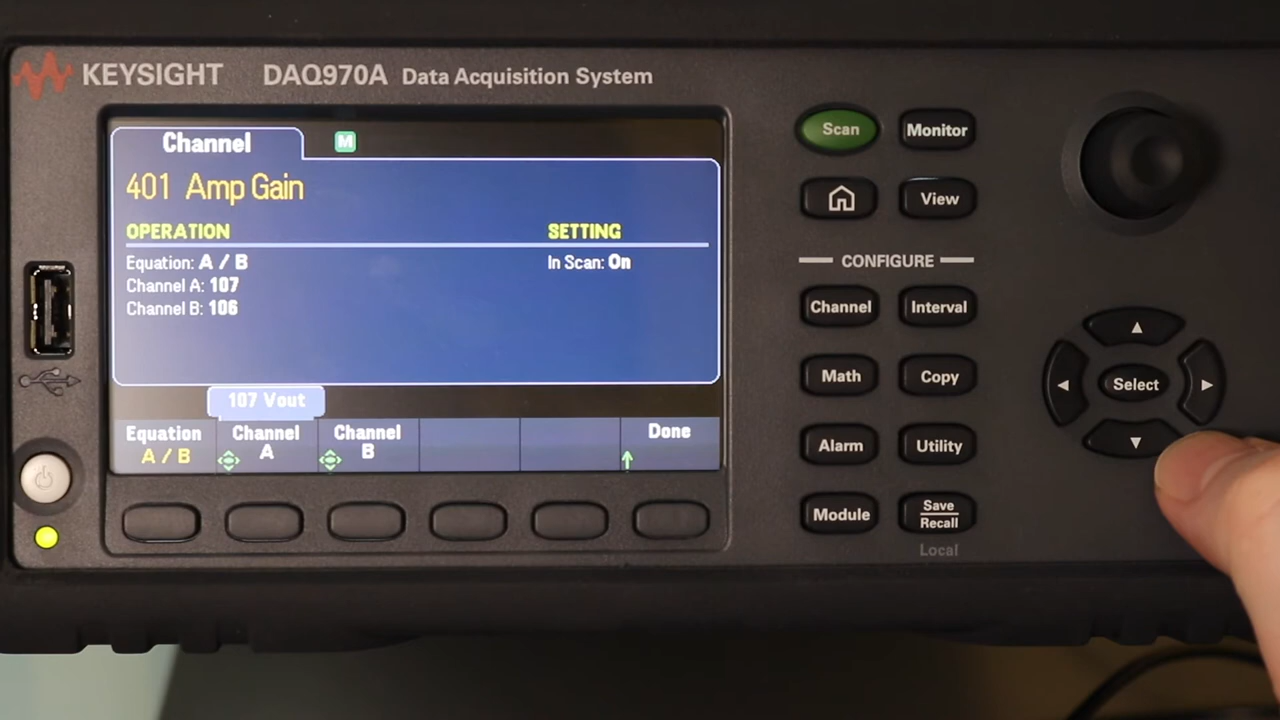 KEYSIGHT DAQ970A Data Acquisition System
Channel M
401 Amp Gain
OPERATION SETTING
Equation: A / B In Scan: On
Channel A: 107
Channel B: 106
107 Vout
Equation Channel Channel Done
A / B A B
Scan Monitor
View
CONFIGURE
Channel Interval
Math Copy
Alarm Utility
Module Save
Recall
Local
Select